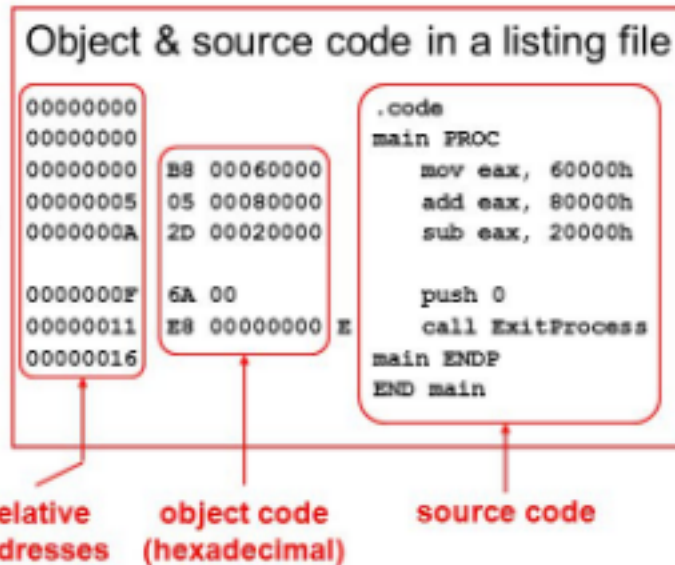 Object & source code in a listing file
00000000 .code
00000000 main PROC
00000000 B8 00060000 mov eax, 60000h
00000005 05 00080000 add eax, 80000h
0000000A 2D 00020000 sub eax, 20000h
0000000F 6A 00 push 0
00000011 E8 00000000 E call ExitProcess
00000016 main ENDP
END main
elative object code source code
dresses (hexadecimal)